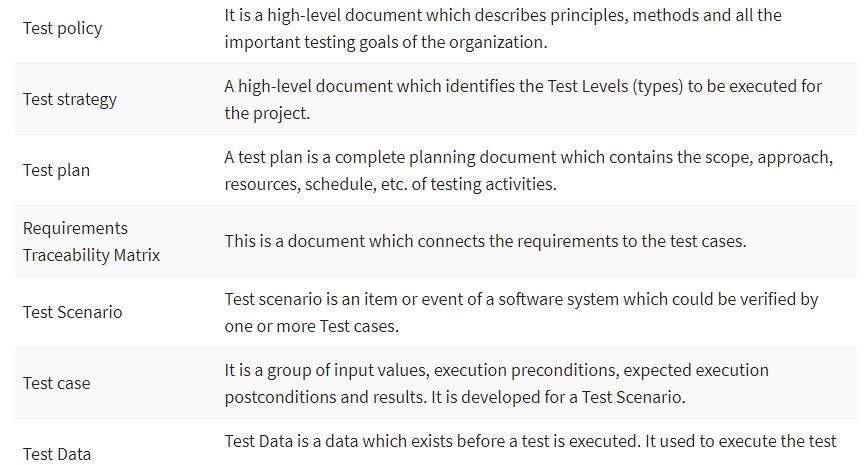 Test policy
It is a high-level document which describes principles, methods and all the
important testing goals of the organization.
Test strategy
A high-level document which identifies the Test Levels (types) to be executed for
the project.
Test plan
A test plan is a complete planning document which contains the scope, approach,
resources, schedule, etc. of testing activities.
Requirements
Traceability Matrix
This is a document which connects the requirements to the test cases.
Test Scenario
Test scenario is an item or event of a software system which could be verified by
one or more Test cases.
Test case
It is a group of input values, execution preconditions, expected execution
postconditions and results. It is developed for a Test Scenario.
Test Data
Test Data is a data which exists before a test is executed. It used to execute the test